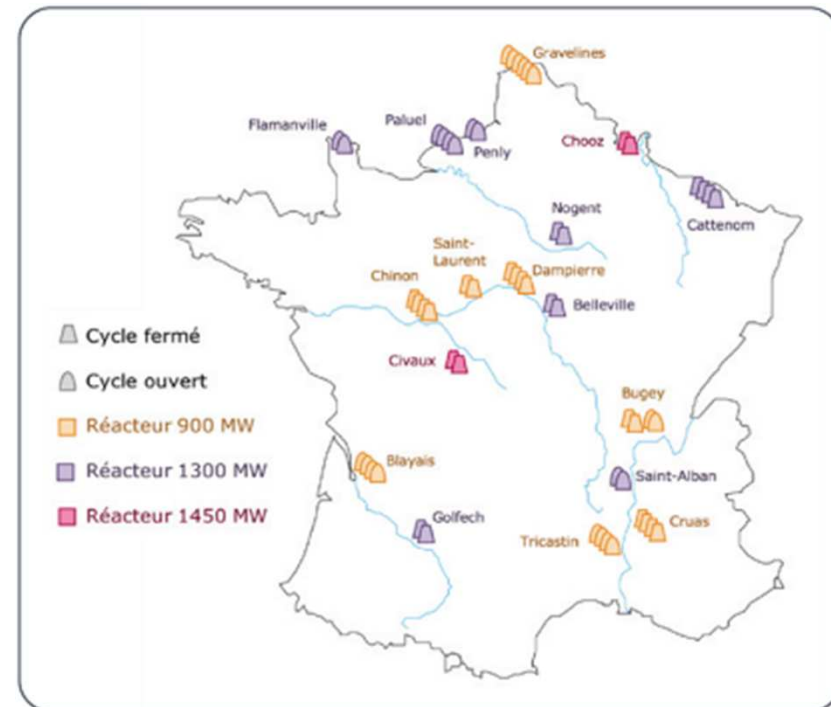 Gravelines
Flamanville
Paluel
Penly
Chooz
Cattenom
Nogent
Saint-
Laurent
Dampierre
Chinon
Belleville
Civaux
Cycle fermé
Cycle ouvert
Réacteur 900 MW
Réacteur 1300 MW
Réacteur 1450 MW
Bugey
Blayais
Saint-Alban
Golfech
Cruas
Tricastin